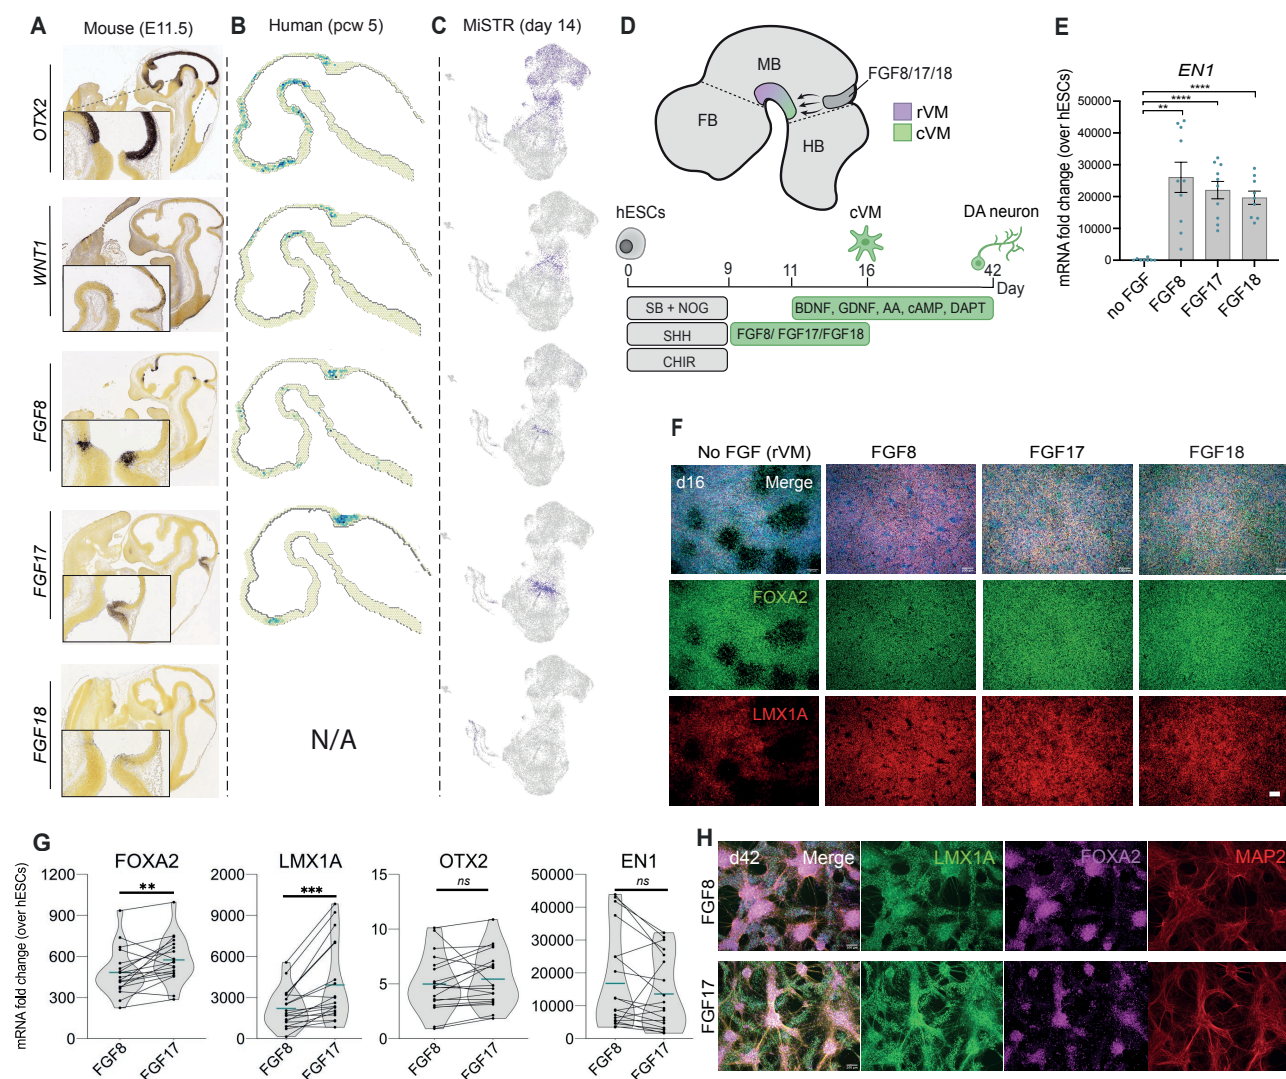 A
Mouse (E11.5)
B
Human (pcw 5)
C
MiSTR (day 14)
OTX2
WNT1
FGF8
FGF17
FGF18
N/A
D
MB
FGF8/17/18
FB
HB
rVM
cVM
hESCs
cVM
DA neuron
0
9
11
16
42
Day
SB + NOG
BDNF, GDNF, AA, cAMP, DAPT
SHH
FGF8/ FGF17/FGF18
CHIR
E
EN1
mRNA fold change (over hESCs)
50000
40000
30000
20000
10000
0
****
****
**
no FGF
FGF8
FGF17
FGF18
F
No FGF (rVM)
FGF8
FGF17
FGF18
d16
Merge
FOXA2
LMX1A
G
mRNA fold change (over hESCs)
FOXA2
1200
900
600
300
0
**
FGF8
FGF17
LMX1A
12000
9000
6000
3000
0
***
FGF8
FGF17
OTX2
15
10
5
0
ns
FGF8
FGF17
EN1
50000
40000
30000
20000
10000
0
ns
FGF8
FGF17
H
d42
Merge
LMX1A
FOXA2
MAP2
FGF8
FGF17